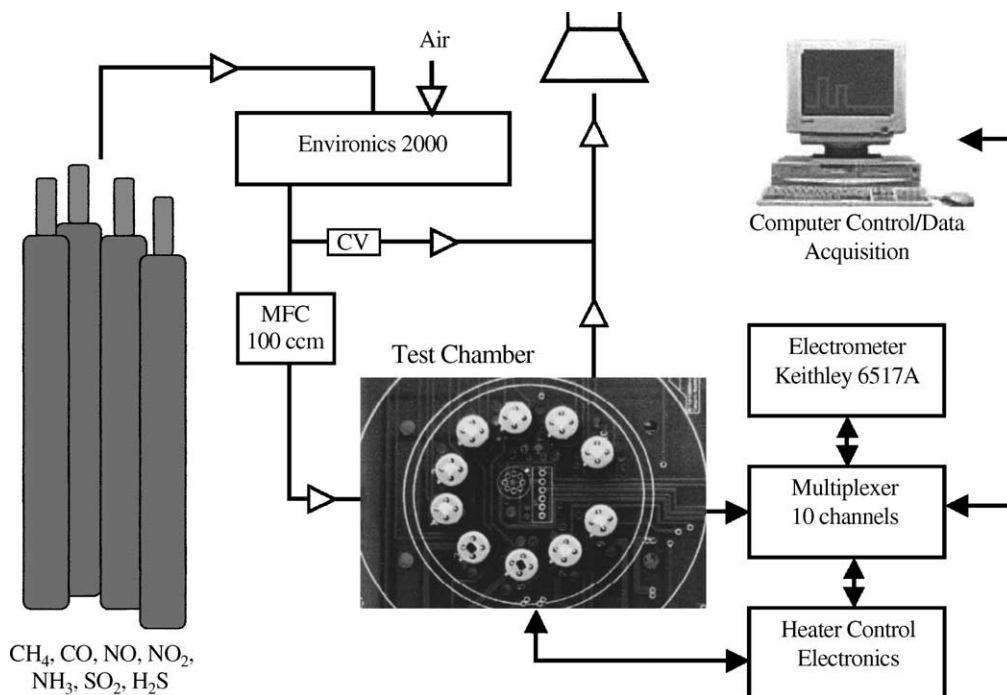 Air
Environics 2000
CV
MFC
100 ccm
Test Chamber
Computer Control/Data
Acquisition
Electrometer
Keithley 6517A
Multiplexer
10 channels
Heater Control
Electronics
CH₄, CO, NO, NO₂,
NH₃, SO₂, H₂S